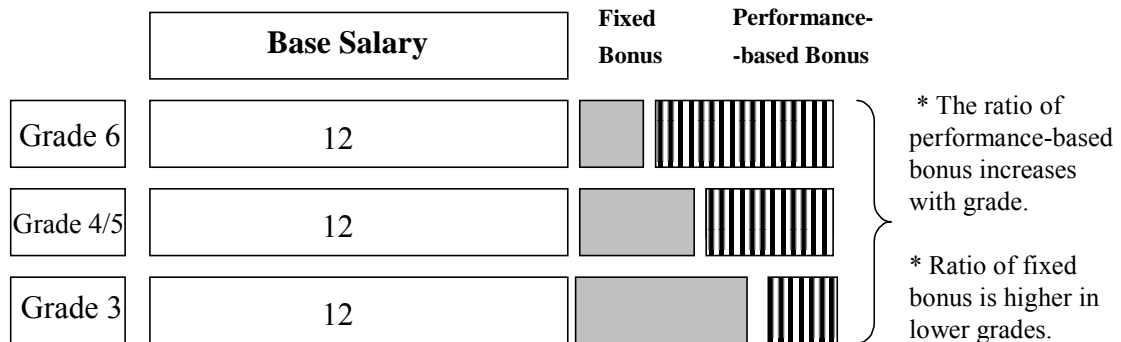 Base Salary
Fixed
Bonus
Performance-
-based Bonus
Grade 6
12
Grade 4/5
12
Grade 3
12
* The ratio of
performance-based
bonus increases
with grade.
* Ratio of fixed
bonus is higher in
lower grades.